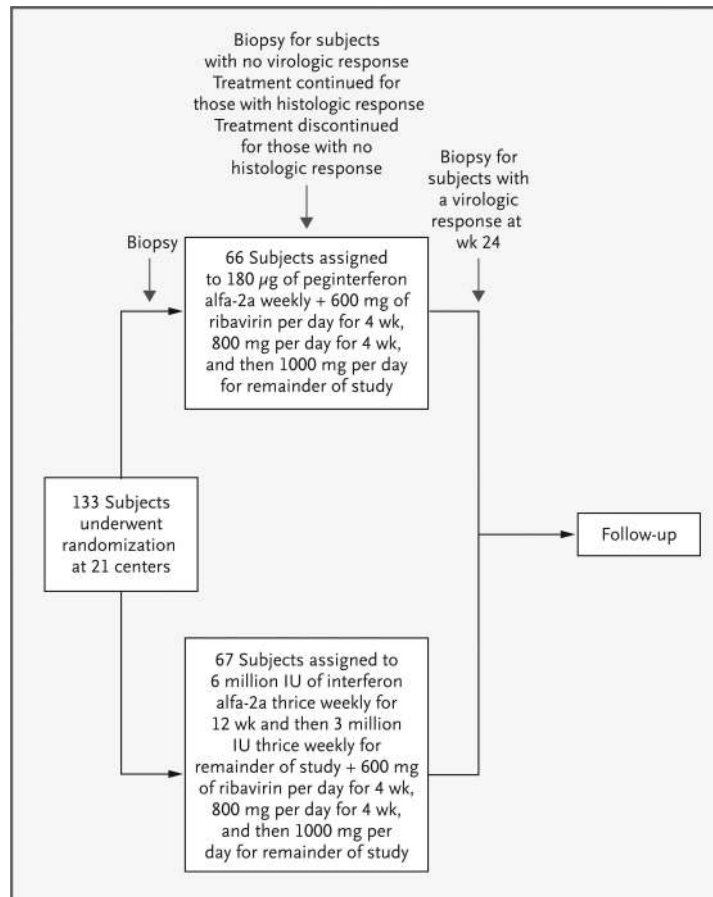 Biopsy for subjects
with no virologic response
Treatment continued for
those with histologic response
Treatment discontinued
for those with no
histologic response
Biopsy for
subjects with
a virologic
response at
wk 24
Biopsy
66 Subjects assigned
to 180 µg of peginterferon
alfa-2a weekly + 600 mg of
ribavirin per day for 4 wk,
800 mg per day for 4 wk,
and then 1000 mg per day
for remainder of study
133 Subjects
underwent
randomization
at 21 centers
Follow-up
67 Subjects assigned to
6 million IU of interferon
alfa-2a thrice weekly for
12 wk and then 3 million
IU thrice weekly for
remainder of study + 600 mg
of ribavirin per day for 4 wk,
800 mg per day for 4 wk,
and then 1000 mg per
day for remainder of study